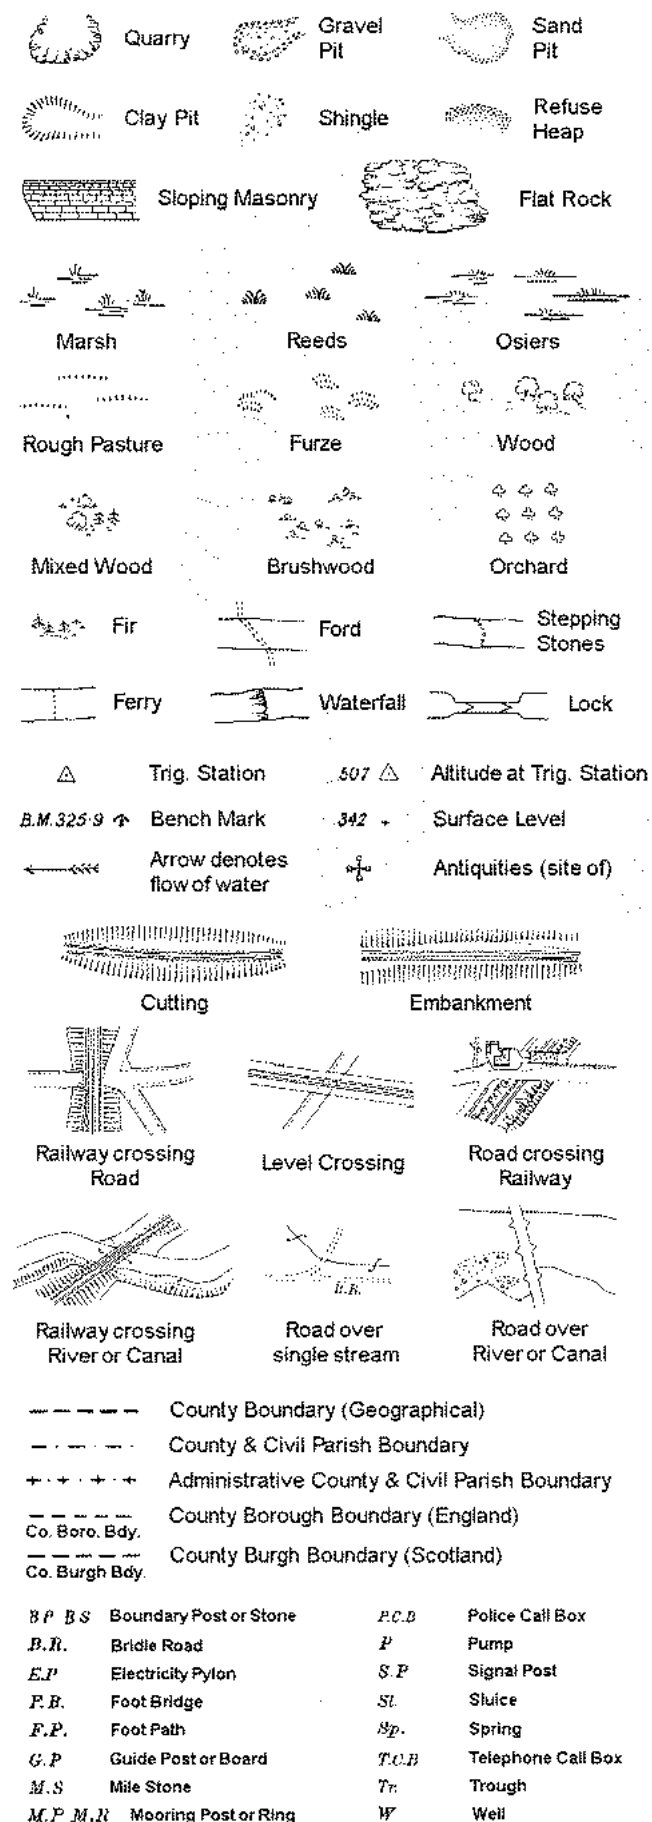 Quarry
Gravel
Pit
Sand
Pit
Clay Pit
Shingle
Refuse
Heap
Sloping Masonry
Flat Rock
Marsh
Reeds
Osiers
Rough Pasture
Furze
Wood
Mixed Wood
Brushwood
Orchard
Fir
Ford
Stepping
Stones
Ferry
Waterfall
Lock
Trig. Station
507 Altitude at Trig. Station
B.M.325·9 Bench Mark
342 Surface Level
Arrow denotes
flow of water
Antiquities (site of)
Cutting
Embankment
Railway crossing
Road
Level Crossing
Road crossing
Railway
B.R.
Railway crossing
River or Canal
Road over
single stream
Road over
River or Canal
County Boundary (Geographical)
County & Civil Parish Boundary
Administrative County & Civil Parish Boundary
County Borough Boundary (England)
Co. Boro. Bdy.
County Burgh Boundary (Scotland)
Co. Burgh Bdy.
B P B S Boundary Post or Stone
P.C.B Police Call Box
B.R. Bridle Road
P Pump
E.P Electricity Pylon
S.P Signal Post
F.B. Foot Bridge
Sl. Sluice
F.P. Foot Path
Sp. Spring
G.P Guide Post or Board
T.C.B Telephone Call Box
M.S Mile Stone
Tr. Trough
M.P M.R Mooring Post or Ring
W Well